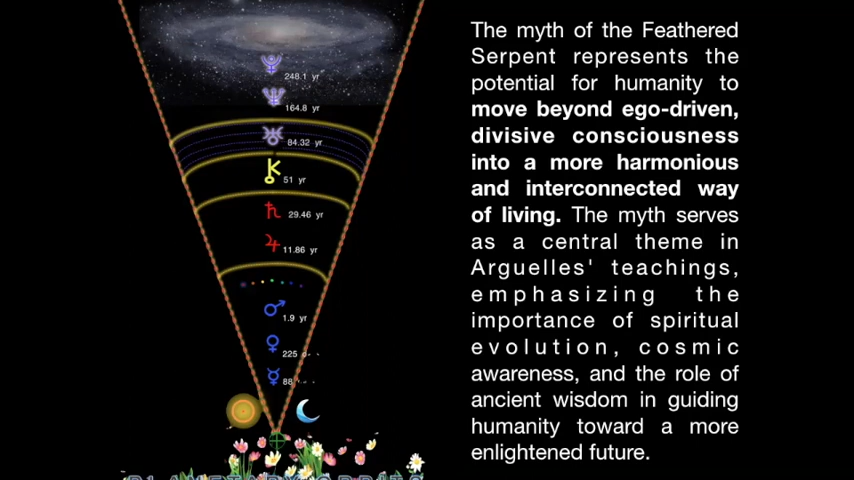 248.1 yr
164.8 yr
84.32 yr
51 yr
29.46 yr
11.86 yr
1.9 yr
225
88
The myth of the Feathered
Serpent represents the
potential for humanity to
move beyond ego-driven,
divisive consciousness
into a more harmonious
and interconnected way
of living. The myth serves
as a central theme in
Arguelles' teachings,
emphasizing the
importance of spiritual
evolution, cosmic
awareness, and the role of
ancient wisdom in guiding
humanity toward a more
enlightened future.